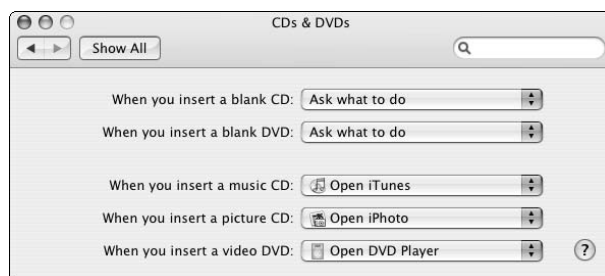 CDs & DVDs
Show All
When you insert a blank CD: Ask what to do
When you insert a blank DVD: Ask what to do
When you insert a music CD: Open iTunes
When you insert a picture CD: Open iPhoto
When you insert a video DVD: Open DVD Player ?